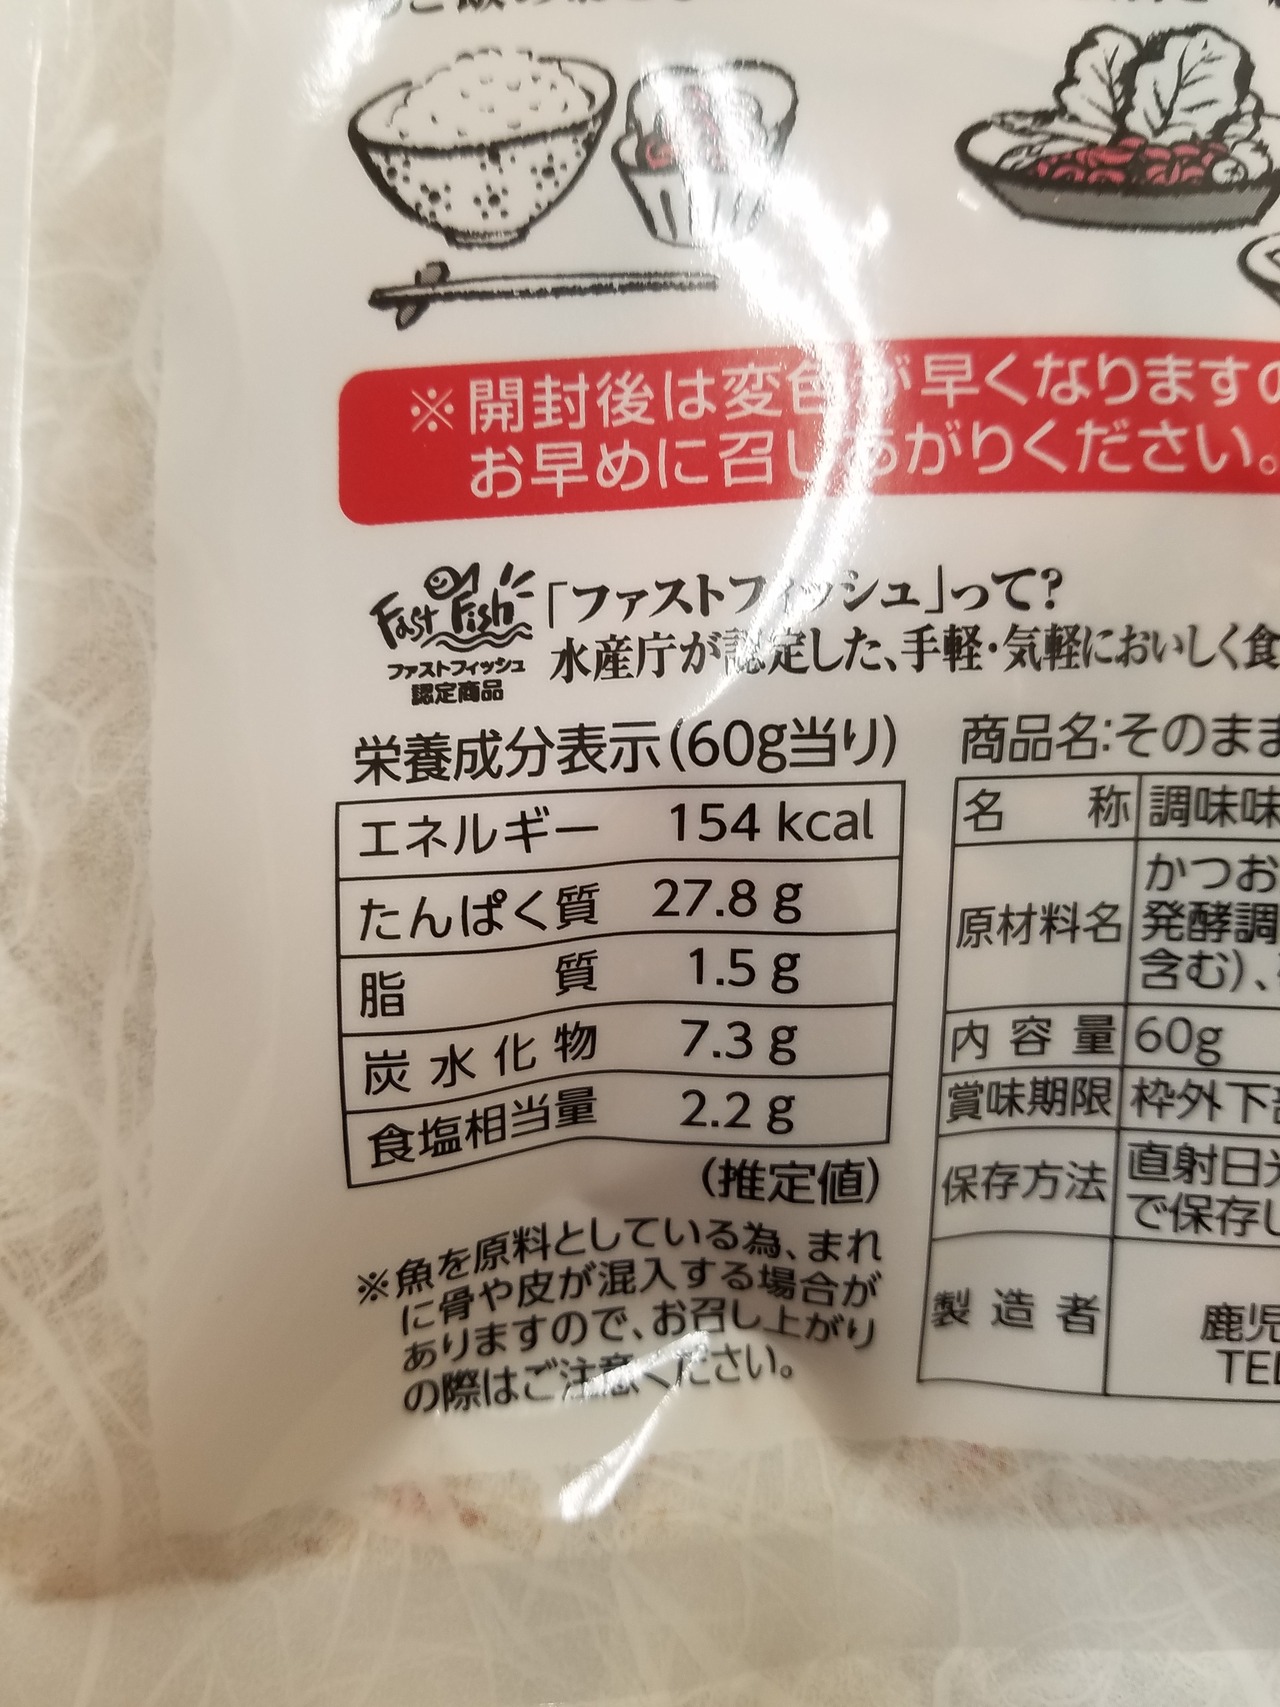 ※開封後は変色が早くなりますの
お早めに召しあがりください。
Fast Fish
ファストフィッシュ
認定商品
「ファストフィッシュ」って?
水産庁が認定した、手軽・気軽においしく食
栄養成分表示(60g当り)
エネルギー 154 kcal
たんぱく質 27.8 g
脂質 1.5 g
炭水化物 7.3 g
食塩相当量 2.2 g
(推定値)
※魚を原料としている為、まれ
に骨や皮が混入する場合が
ありますので、お召し上がり
の際はご注意ください。
商品名:そのまま
名称 調味味
原材料名 かつお
発酵調
含む)、
内容量 60g
賞味期限 枠外下
保存方法 直射日光
で保存し
製造者
鹿児
TEL